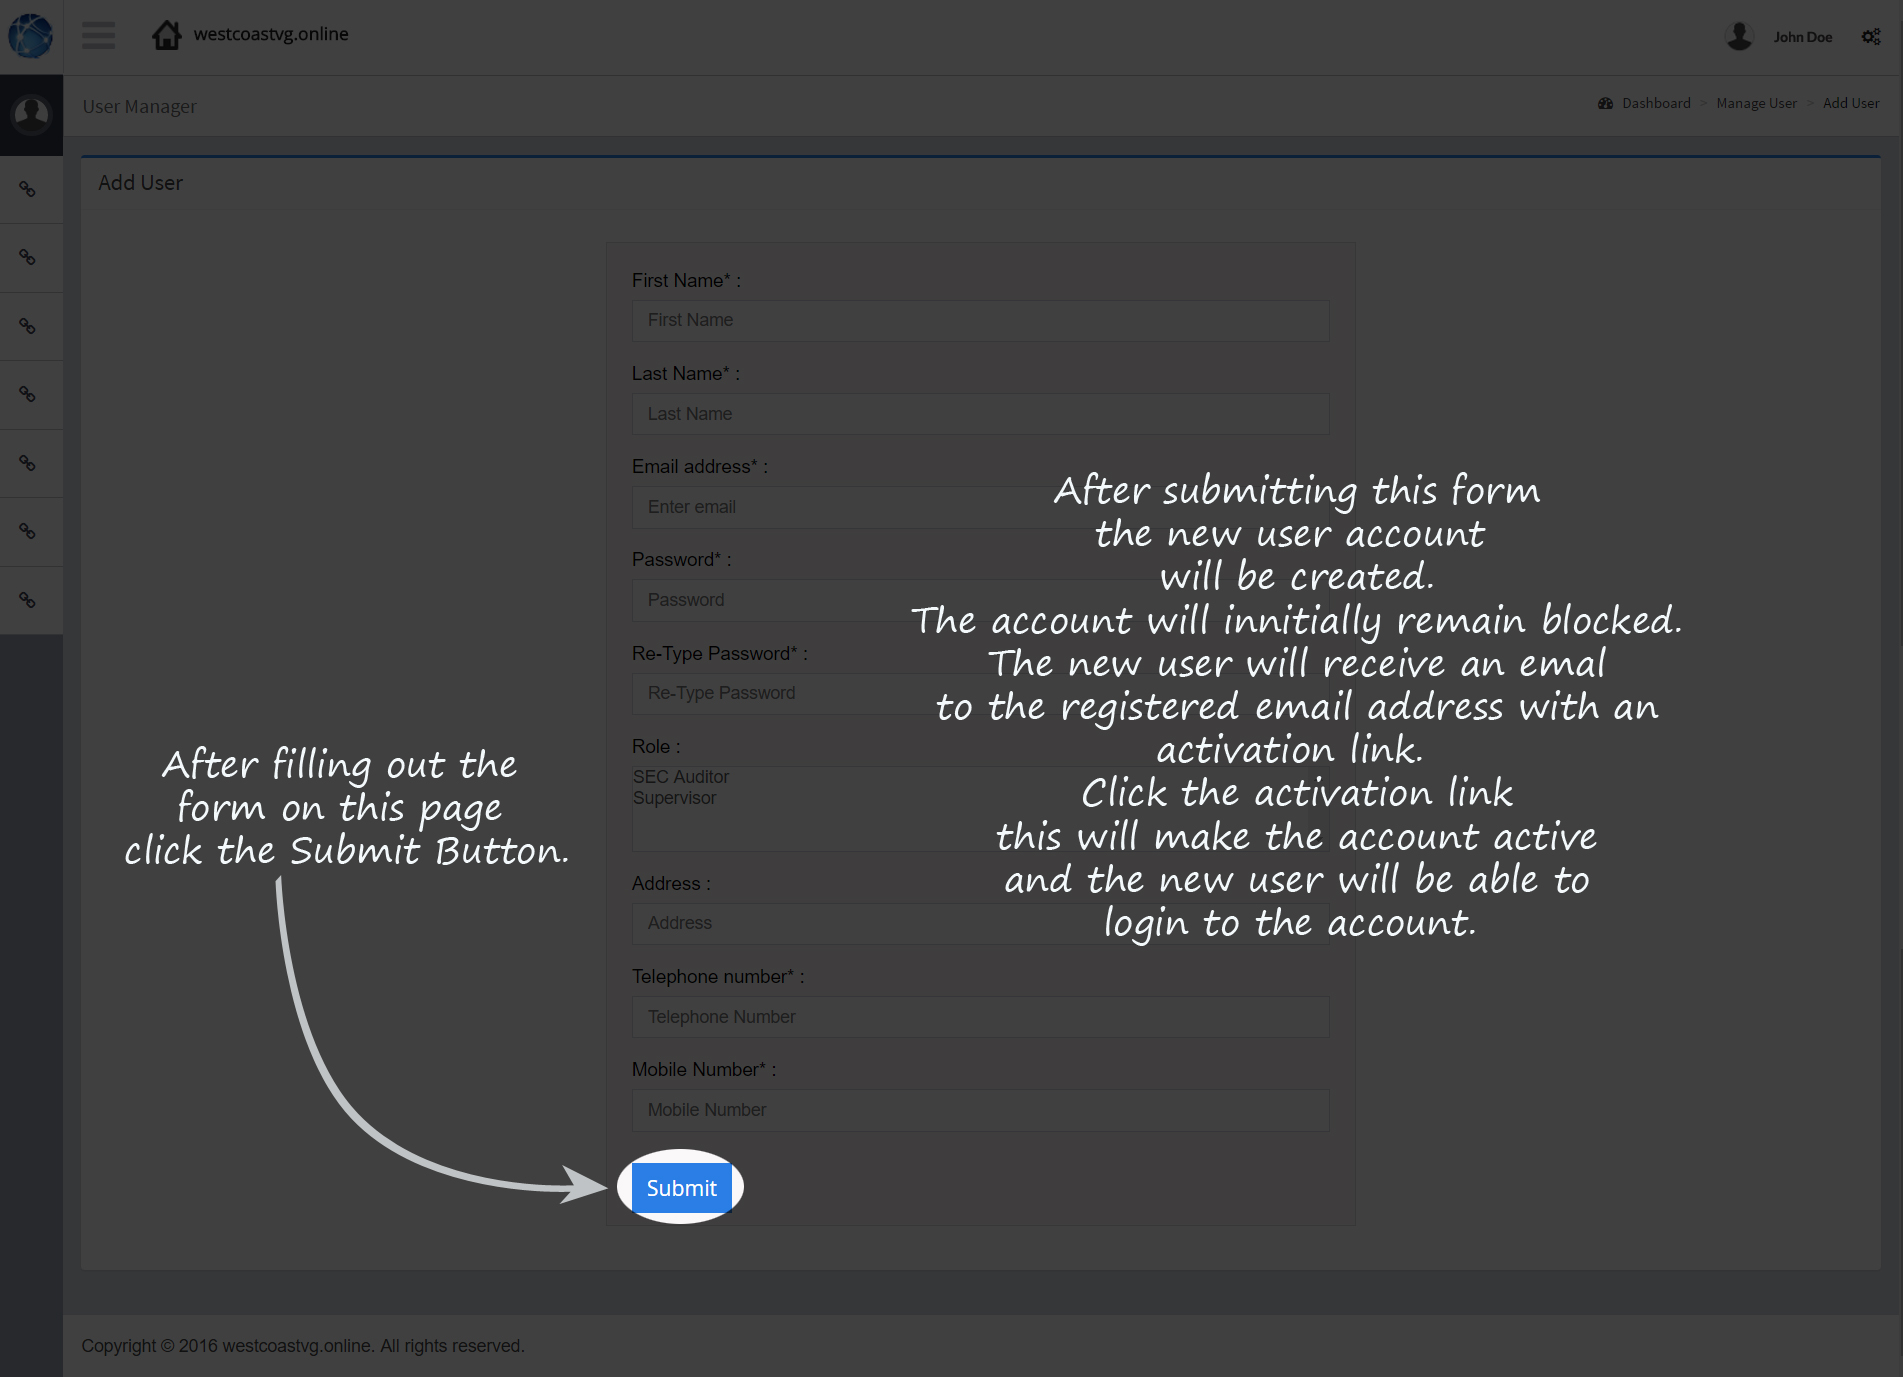 westcoastvg.online
John Doe
User Manager
Dashboard > Manage User > Add User
Add User
First Name* :
First Name
Last Name* :
Last Name
Email address* :
Enter email
Password* :
Password
Re-Type Password* :
Re-Type Password
Role :
SEC Auditor
Supervisor
Address :
Address
Telephone number* :
Telephone Number
Mobile Number* :
Mobile Number
Submit
After filling out the
form on this page
click the Submit Button.
After submitting this form
the new user account
will be created.
The account will innitially remain blocked.
The new user will receive an emal
to the registered email address with an
activation link.
Click the activation link
this will make the account active
and the new user will be able to
login to the account.
Copyright © 2016 westcoastvg.online. All rights reserved.